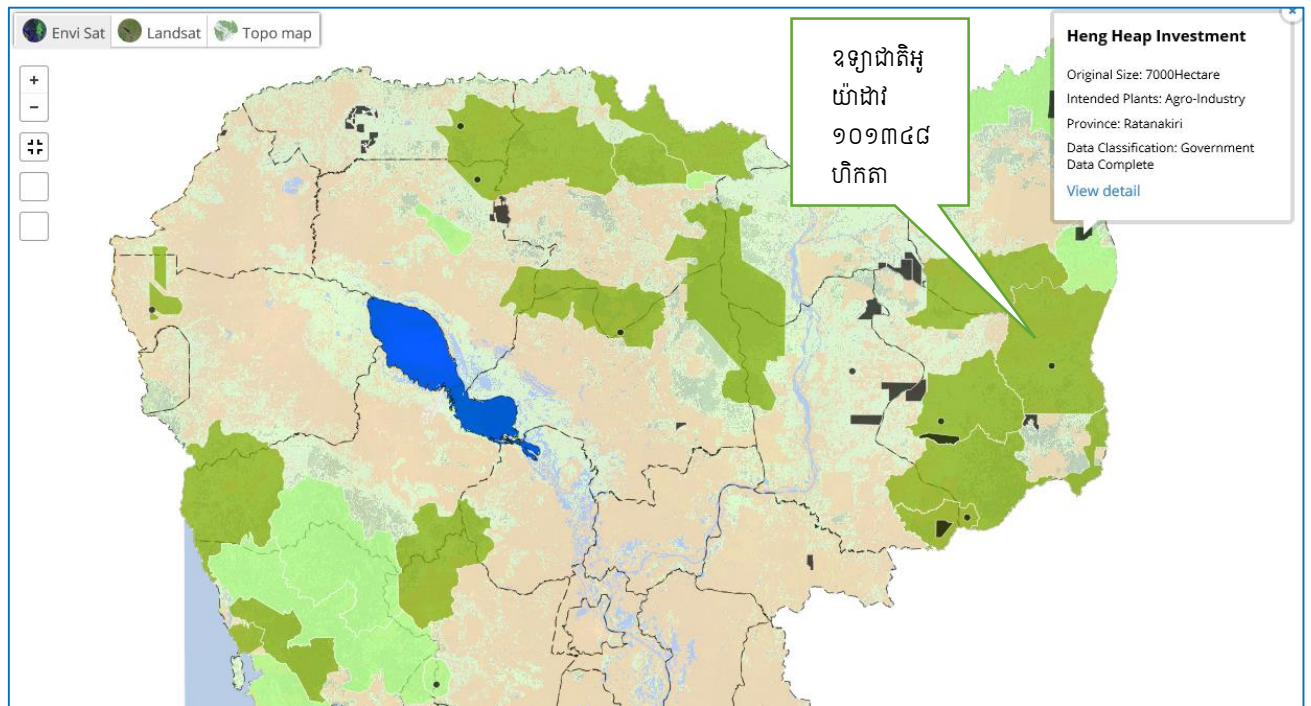 Envi Sat Landsat Topo map
+
−
ឧទ្យាជាតិអូ
យ៉ាដាវ
១០១៣៤៨
ហិកតា
Heng Heap Investment
Original Size: 7000Hectare
Intended Plants: Agro-Industry
Province: Ratanakiri
Data Classification: Government
Data Complete
View detail